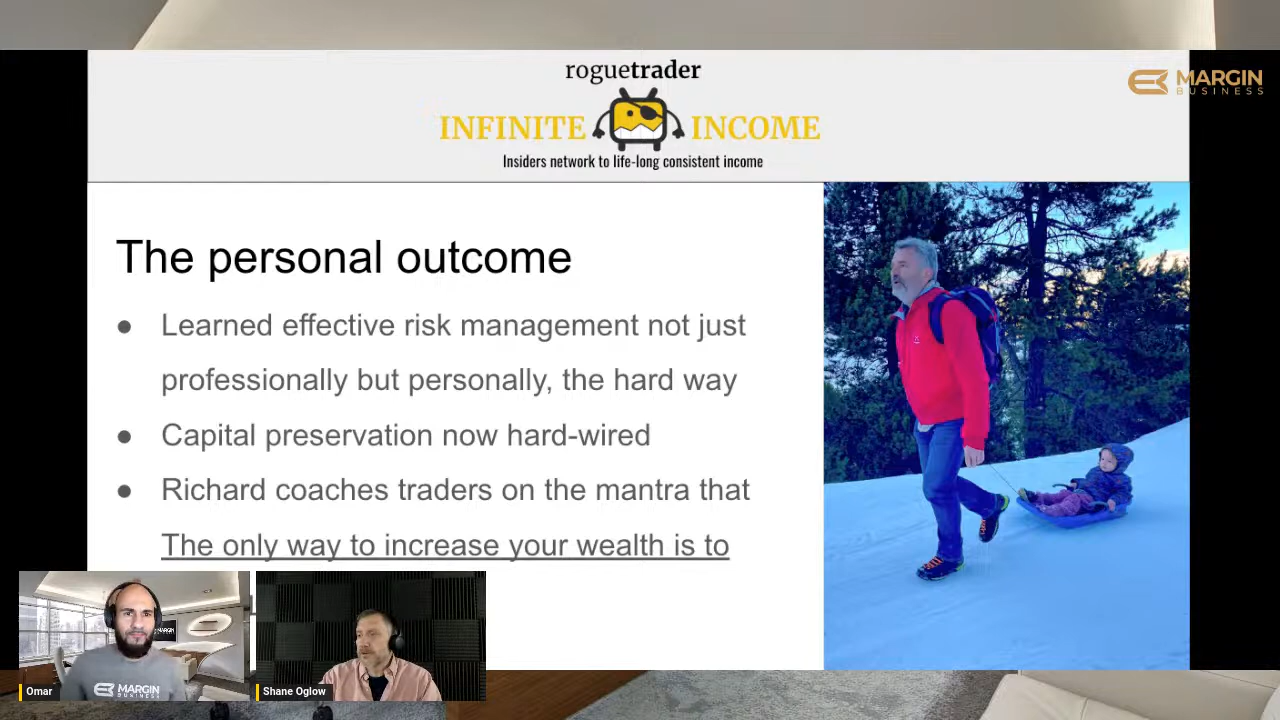 roguetrader
INFINITE INCOME
Insiders network to life-long consistent income
MARGIN
BUSINESS
The personal outcome
● Learned effective risk management not just
professionally but personally, the hard way
● Capital preservation now hard-wired
● Richard coaches traders on the mantra that
The only way to increase your wealth is to
MARGIN
MARGIN
BUSINESS
Omar
Shane Oglow